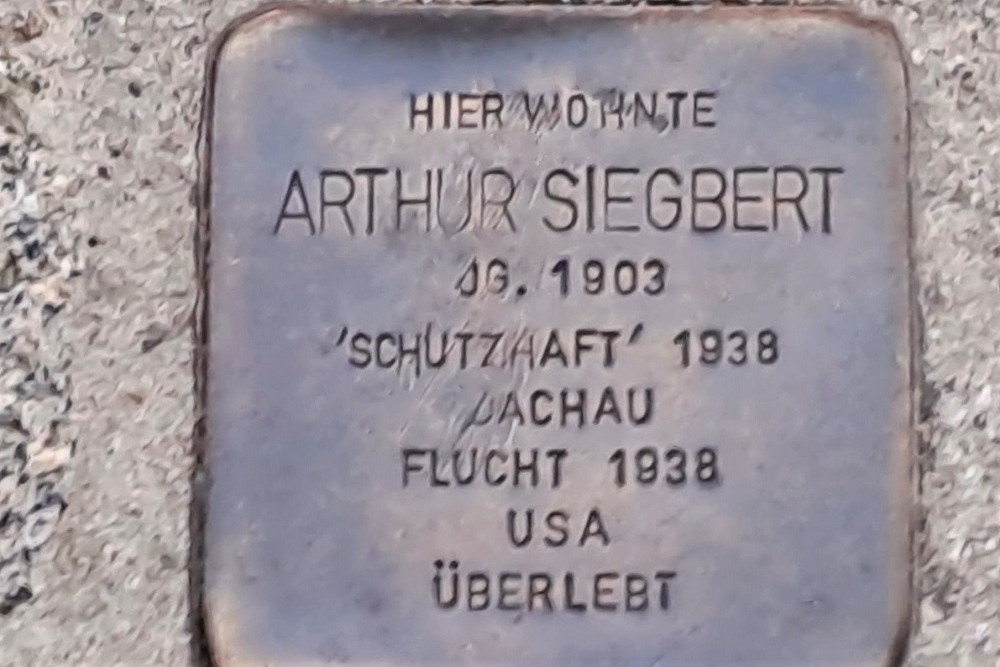 HIER WOHNTE
ARTHUR SIEGBERT
JG. 1903
'SCHUTZHAFT' 1938
DACHAU
FLUCHT 1938
USA
ÜBERLEBT